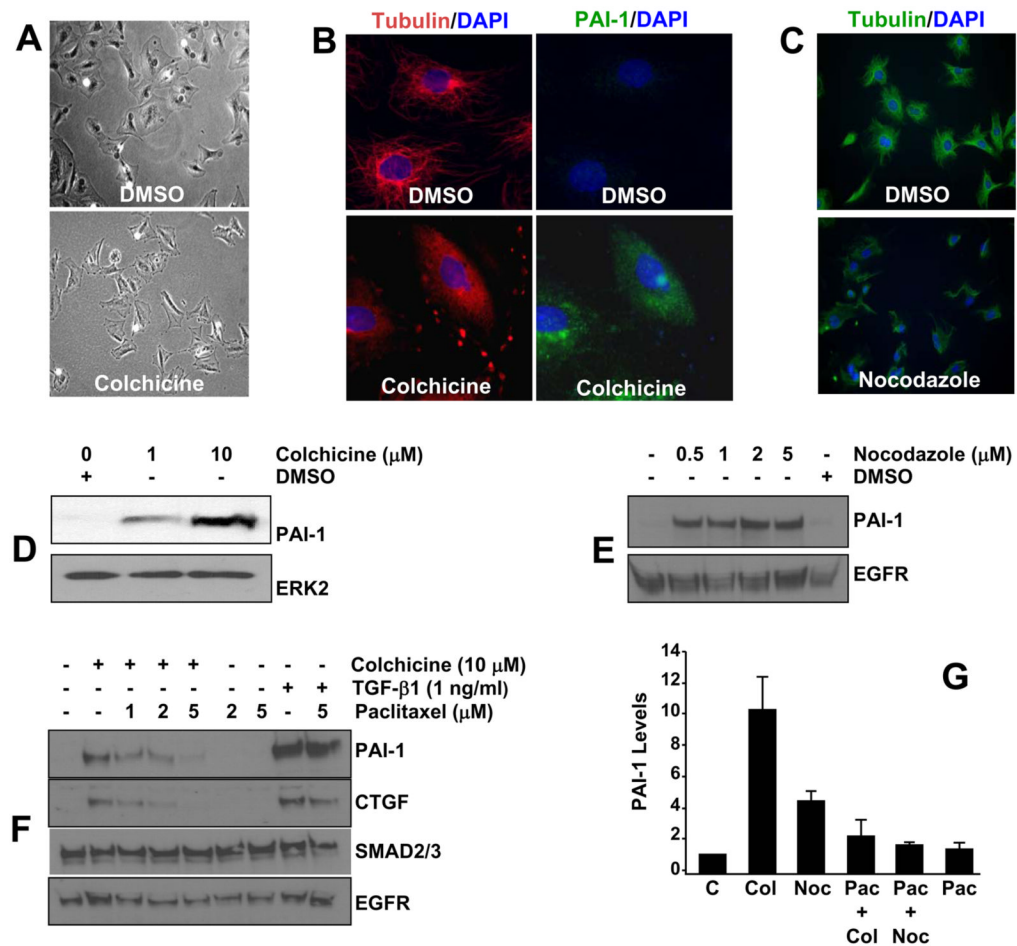 A
DMSO
Colchicine
B
Tubulin/DAPI PAI-1/DAPI
DMSO DMSO
Colchicine Colchicine
C
Tubulin/DAPI
DMSO
Nocodazole
D
0 1 10 Colchicine (μM)
+ - - DMSO
PAI-1
ERK2
E
- 0.5 1 2 5 - Nocodazole (μM)
- - - - - + DMSO
PAI-1
EGFR
F
- + + + + - - - - Colchicine (10 μM)
- - - - - - - + + TGF-β1 (1 ng/ml)
- - 1 2 5 2 5 - 5 Paclitaxel (μM)
PAI-1
CTGF
SMAD2/3
EGFR
G
PAI-1 Levels
14
12
10
8
6
4
2
0
C Col Noc Pac Pac Pac
+ +
Col Noc